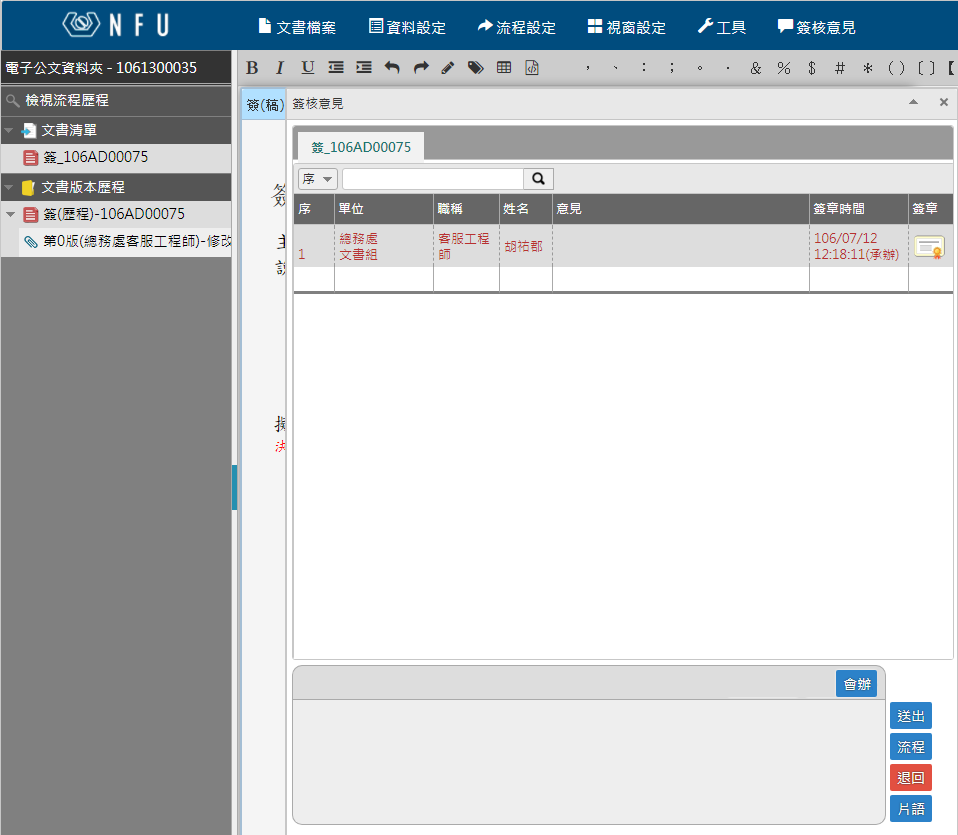 NFU
文書檔案 資料設定 流程設定 視窗設定 工具 簽核意見
電子公文資料夾 - 1061300035
B I U , 、 : ; 。 · & % $ # * ( ) 〔 〕 【
檢視流程歷程
文書清單
簽_106AD00075
文書版本歷程
簽(歷程)-106AD00075
第0版(總務處客服工程師)-修改
簽(稿)
簽
主
說
擬
簽核意見
簽_106AD00075
序
序 單位 職稱 姓名 意見 簽章時間 簽章
1 總務處文書組 客服工程師 胡祐都 106/07/12 12:18:11(承辦)
會辦
送出
流程
退回
片語